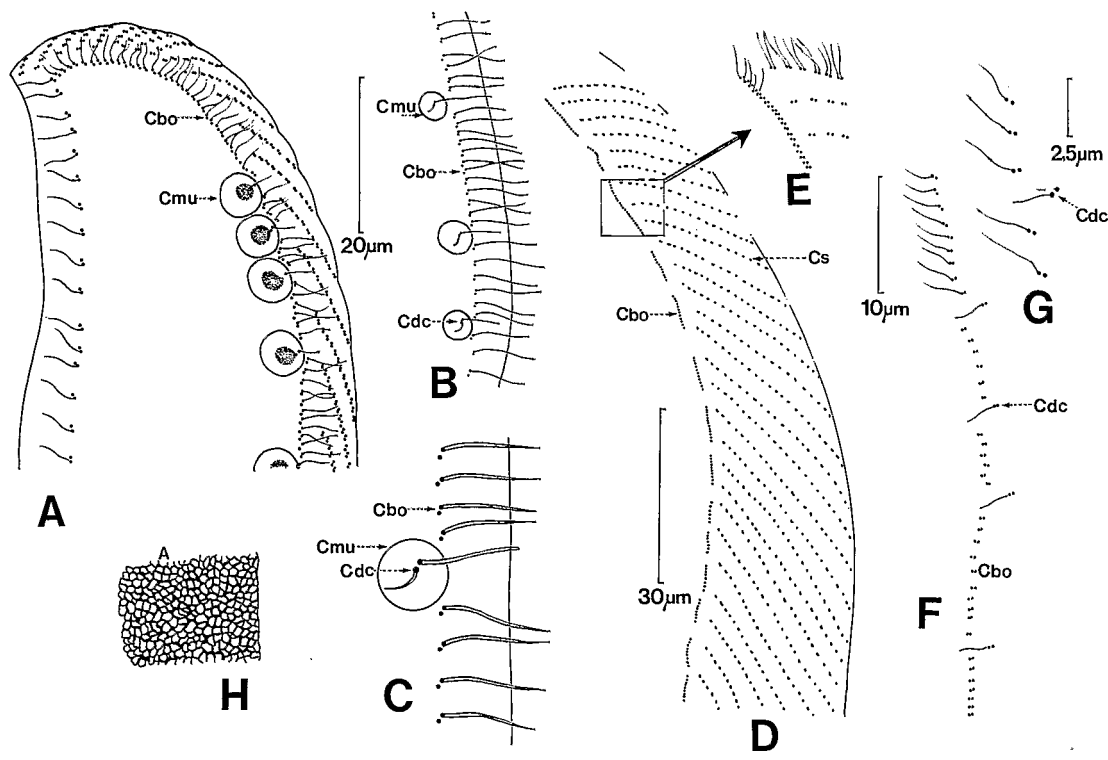 Cbo
Cmu
A
20µm
Cmu
Cbo
Cdc
B
Cbo
Cmu
Cdc
C
A
H
E
Cs
Cbo
30µm
D
2,5µm
Cdc
G
10µm
Cdc
Cbo
F